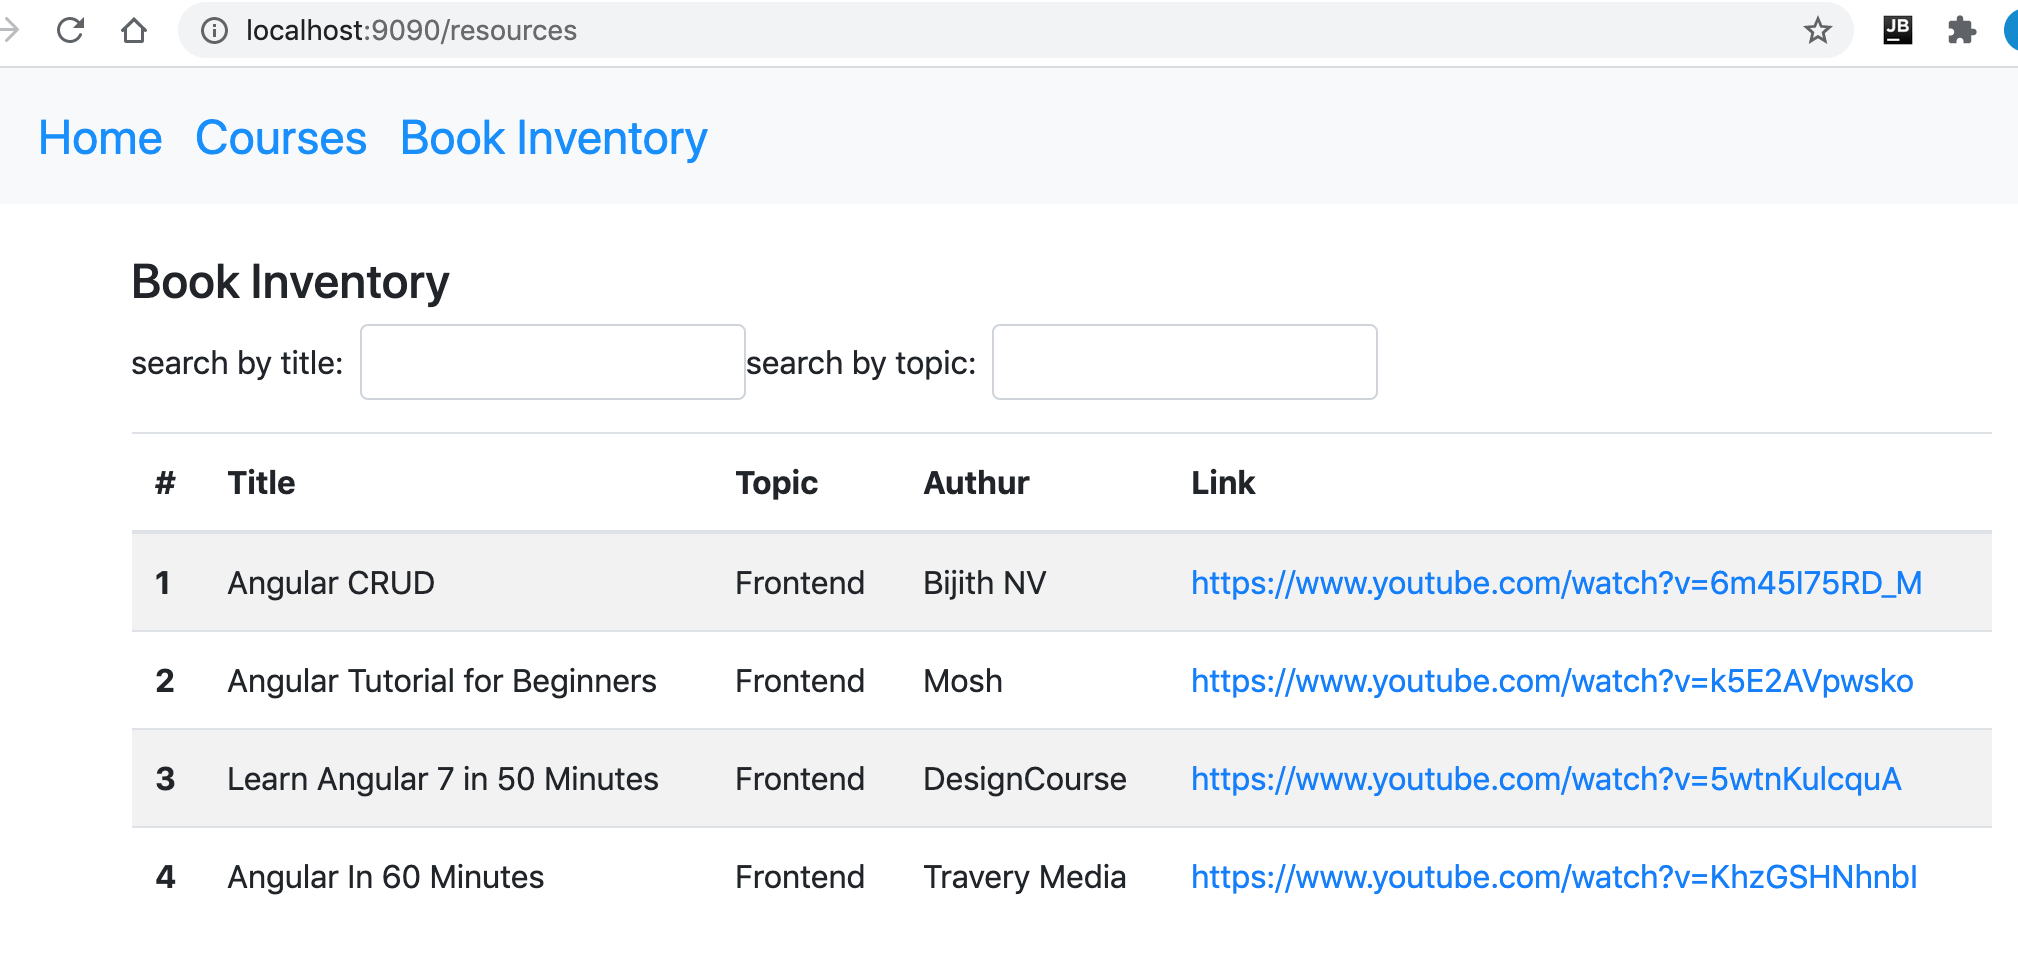 localhost:9090/resources
JB
Home Courses Book Inventory
Book Inventory
search by title: search by topic:
# Title Topic Authur Link
1 Angular CRUD Frontend Bijith NV https://www.youtube.com/watch?v=6m45I75RD_M
2 Angular Tutorial for Beginners Frontend Mosh https://www.youtube.com/watch?v=k5E2AVpwsko
3 Learn Angular 7 in 50 Minutes Frontend DesignCourse https://www.youtube.com/watch?v=5wtnKulcquA
4 Angular In 60 Minutes Frontend Travery Media https://www.youtube.com/watch?v=KhzGSHNhnbI